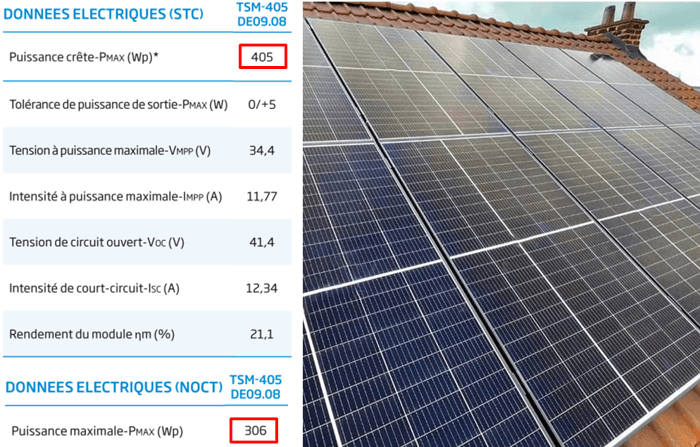 DONNEES ELECTRIQUES (STC) TSM-405 DE09.08
Puissance crête-PMAX (Wp)* 405
Tolérance de puissance de sortie-PMAX (W) 0/+5
Tension à puissance maximale-VMPP (V) 34,4
Intensité à puissance maximale-IMPP (A) 11,77
Tension de circuit ouvert-VOC (V) 41,4
Intensité de court-circuit-ISC (A) 12,34
Rendement du module ηm (%) 21,1
DONNEES ELECTRIQUES (NOCT) TSM-405 DE09.08
Puissance maximale-PMAX (Wp) 306